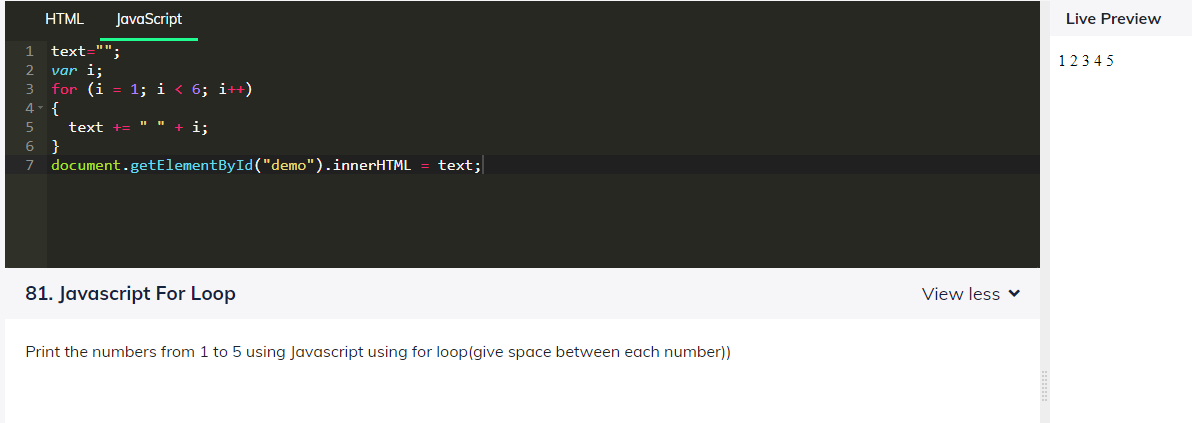 HTML JavaScript
1 text="";
2 var i;
3 for (i = 1; i < 6; i++)
4 {
5 text += " " + i;
6 }
7 document.getElementById("demo").innerHTML = text;
81. Javascript For Loop
View less
Print the numbers from 1 to 5 using Javascript using for loop(give space between each number))
Live Preview
1 2 3 4 5